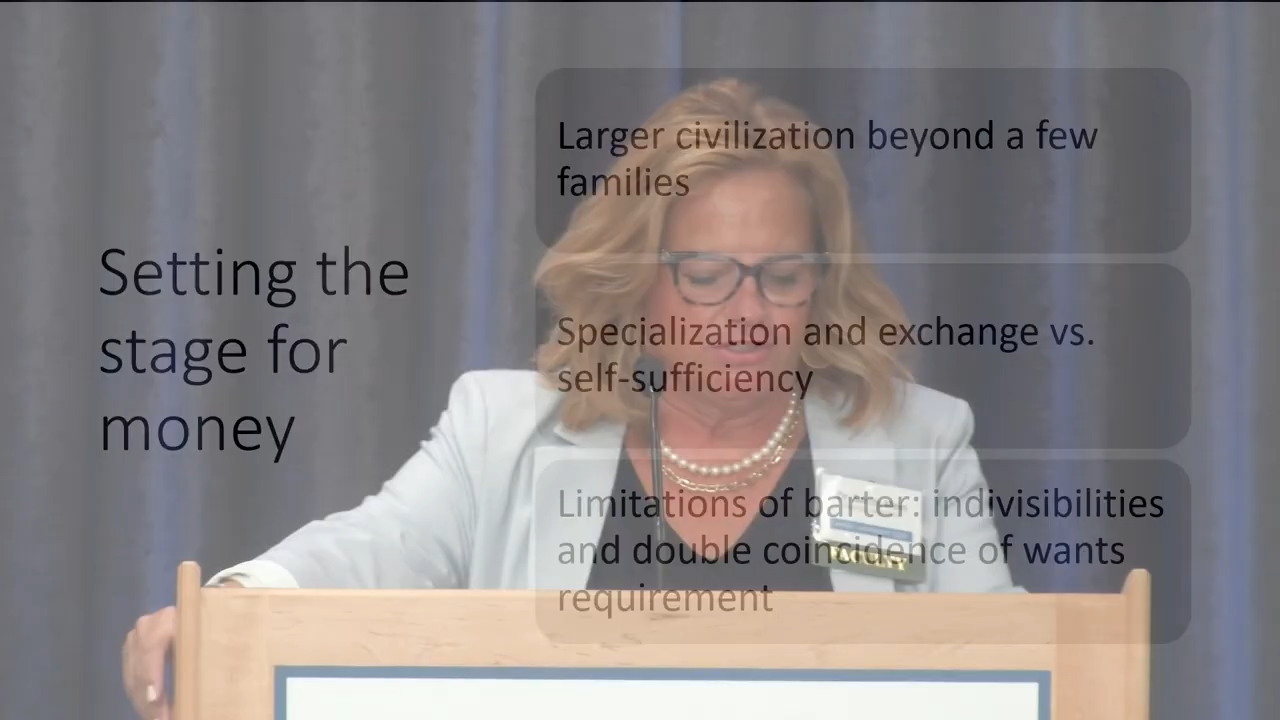 Setting the
stage for
money
Larger civilization beyond a few
families
Specialization and exchange vs.
self-sufficiency
Limitations of barter: indivisibilities
and double coincidence of wants
requirement